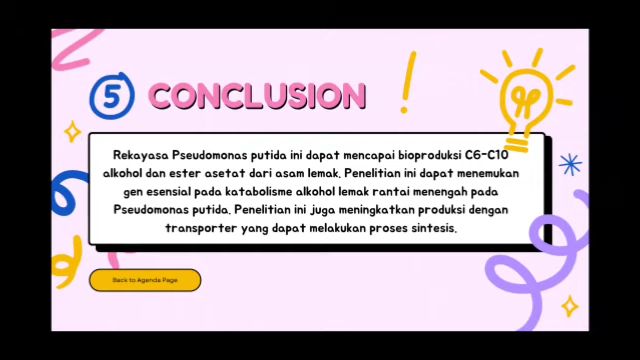 5 CONCLUSION !
Rekayasa Pseudomonas putida ini dapat mencapai bioproduksi C6-C10
alkohol dan ester asetat dari asam lemak. Penelitian ini dapat menemukan
gen esensial pada katabolisme alkohol lemak rantai menengah pada
Pseudomonas putida. Penelitian ini juga meningkatkan produksi dengan
transporter yang dapat melakukan proses sintesis.
Back to Agenda Page